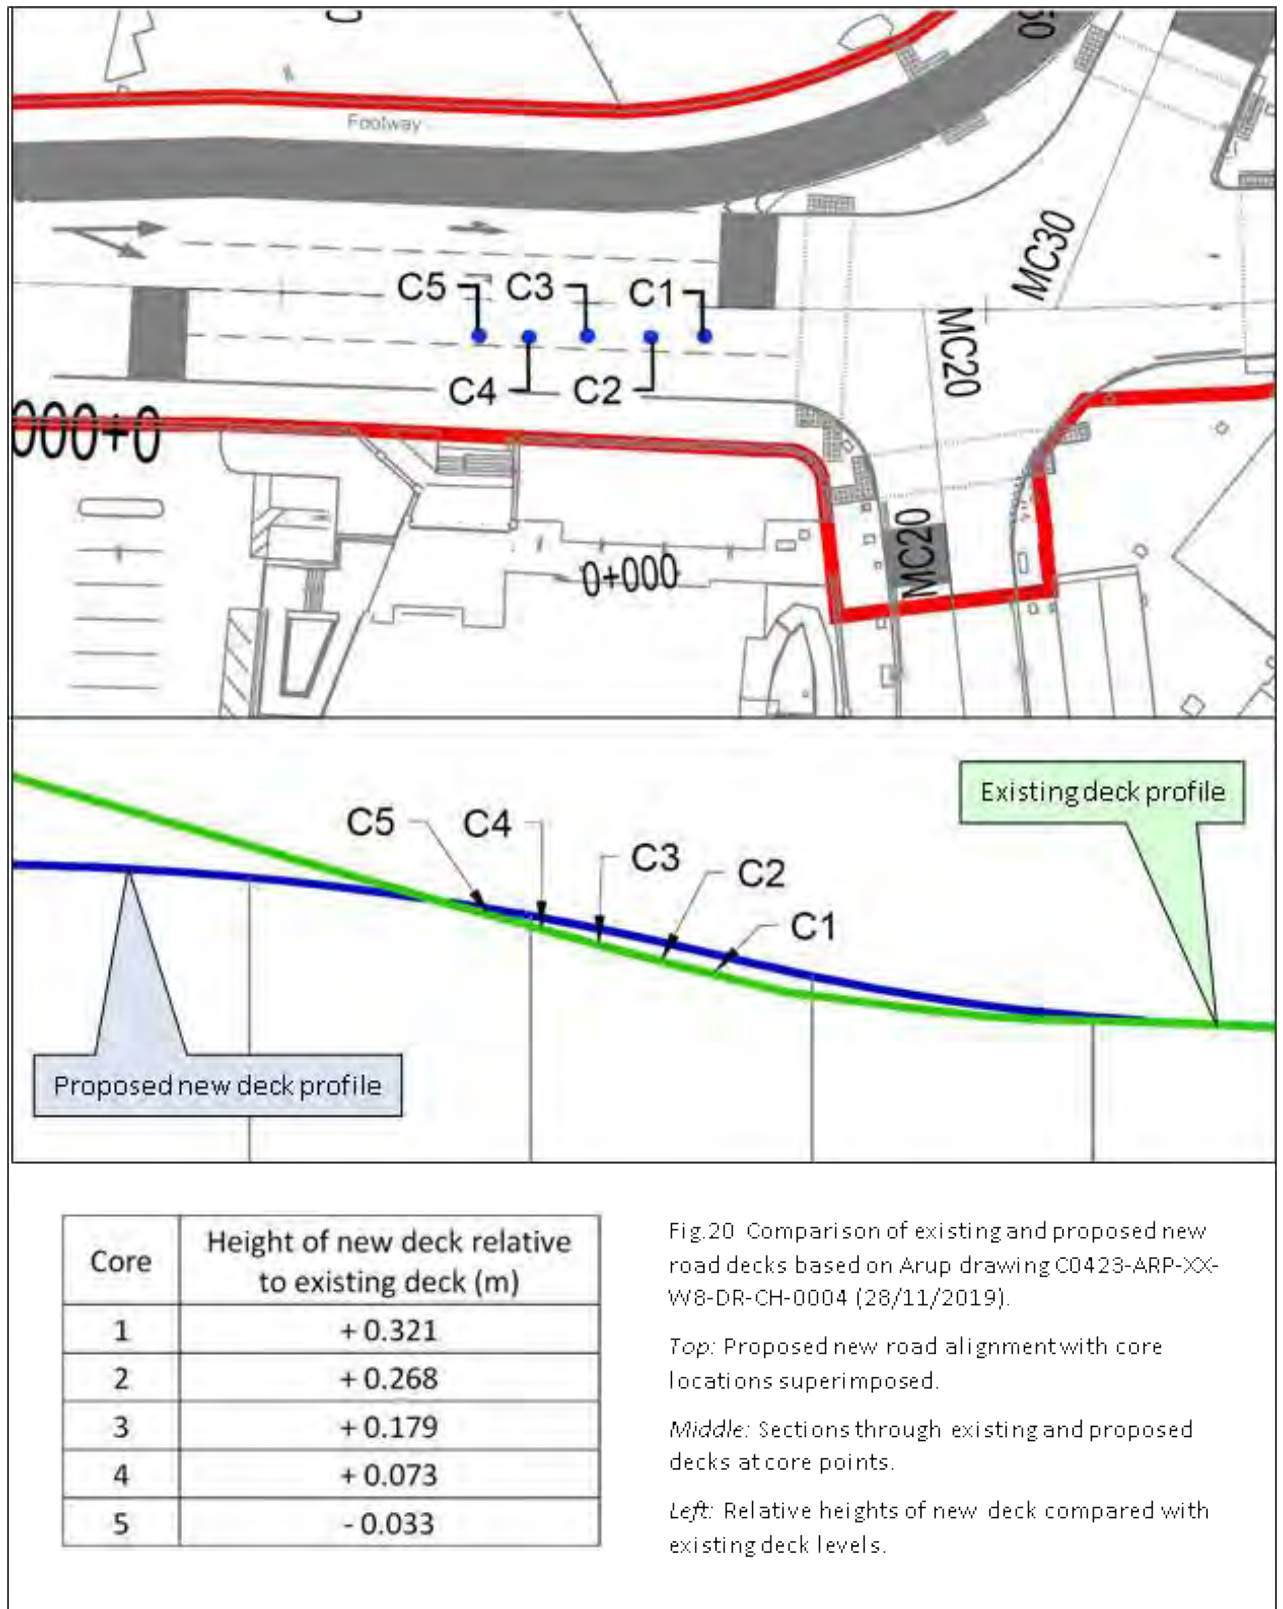 Footway
MC30
C5
C3
C1
C4
C2
MC20
000+0
MC20
0+000
Existing deck profile
C5
C4
C3
C2
C1
Proposed new deck profile
Core
Height of new deck relative
to existing deck (m)
1
+ 0.321
2
+ 0.268
3
+ 0.179
4
+ 0.073
5
- 0.033
Fig.20 Comparison of existing and proposed new
road decks based on Arup drawing C0423-ARP-XX-
W8-DR-CH-0004 (28/11/2019).
Top: Proposed new road alignment with core
locations superimposed.
Middle: Sections through existing and proposed
decks at core points.
Left: Relative heights of new deck compared with
existing deck levels.